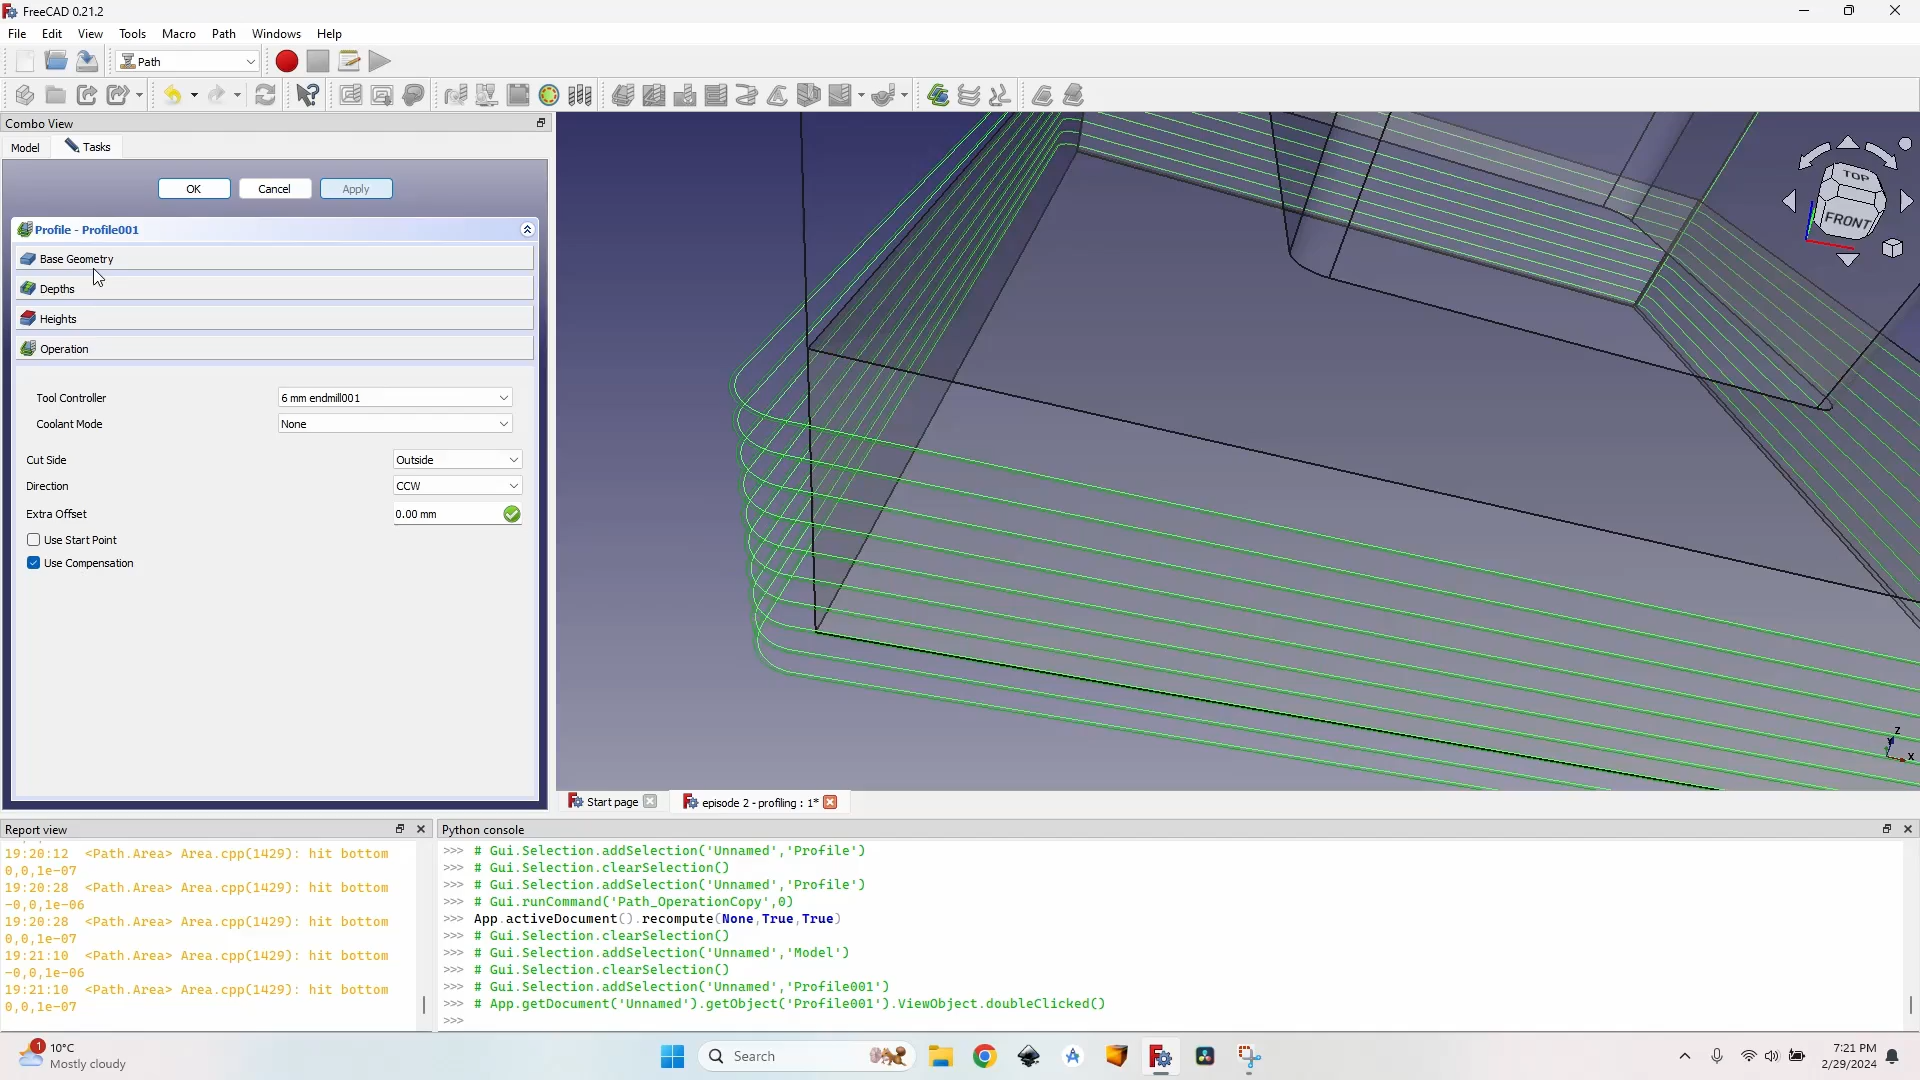 FreeCAD 0.21.2
File Edit View Tools Macro Path Windows Help
Path
Combo View
Model Tasks
OK Cancel Apply
Profile - Profile001
Base Geometry
Depths
Heights
Operation
Tool Controller 6 mm endmill001
Coolant Mode None
Cut Side Outside
Direction CCW
Extra Offset 0.00 mm
Use Start Point
Use Compensation
TOP
FRONT
Z
X
Start page episode 2 - profiling : 1*
Report view
19:20:12 <Path.Area> Area.cpp(1429): hit bottom
0,0,1e-07
19:20:28 <Path.Area> Area.cpp(1429): hit bottom
-0,0,1e-06
19:20:28 <Path.Area> Area.cpp(1429): hit bottom
0,0,1e-07
19:21:10 <Path.Area> Area.cpp(1429): hit bottom
-0,0,1e-06
19:21:10 <Path.Area> Area.cpp(1429): hit bottom
0,0,1e-07
Python console
>>> # Gui.Selection.addSelection('Unnamed','Profile')
>>> # Gui.Selection.clearSelection()
>>> # Gui.Selection.addSelection('Unnamed','Profile')
>>> # Gui.runCommand('Path_OperationCopy',0)
>>> App.activeDocument().recompute(None,True,True)
>>> # Gui.Selection.clearSelection()
>>> # Gui.Selection.addSelection('Unnamed','Model')
>>> # Gui.Selection.clearSelection()
>>> # Gui.Selection.addSelection('Unnamed','Profile001')
>>> # App.getDocument('Unnamed').getObject('Profile001').ViewObject.doubleClicked()
>>>
1
10°C
Mostly cloudy
Search
7:21 PM
2/29/2024